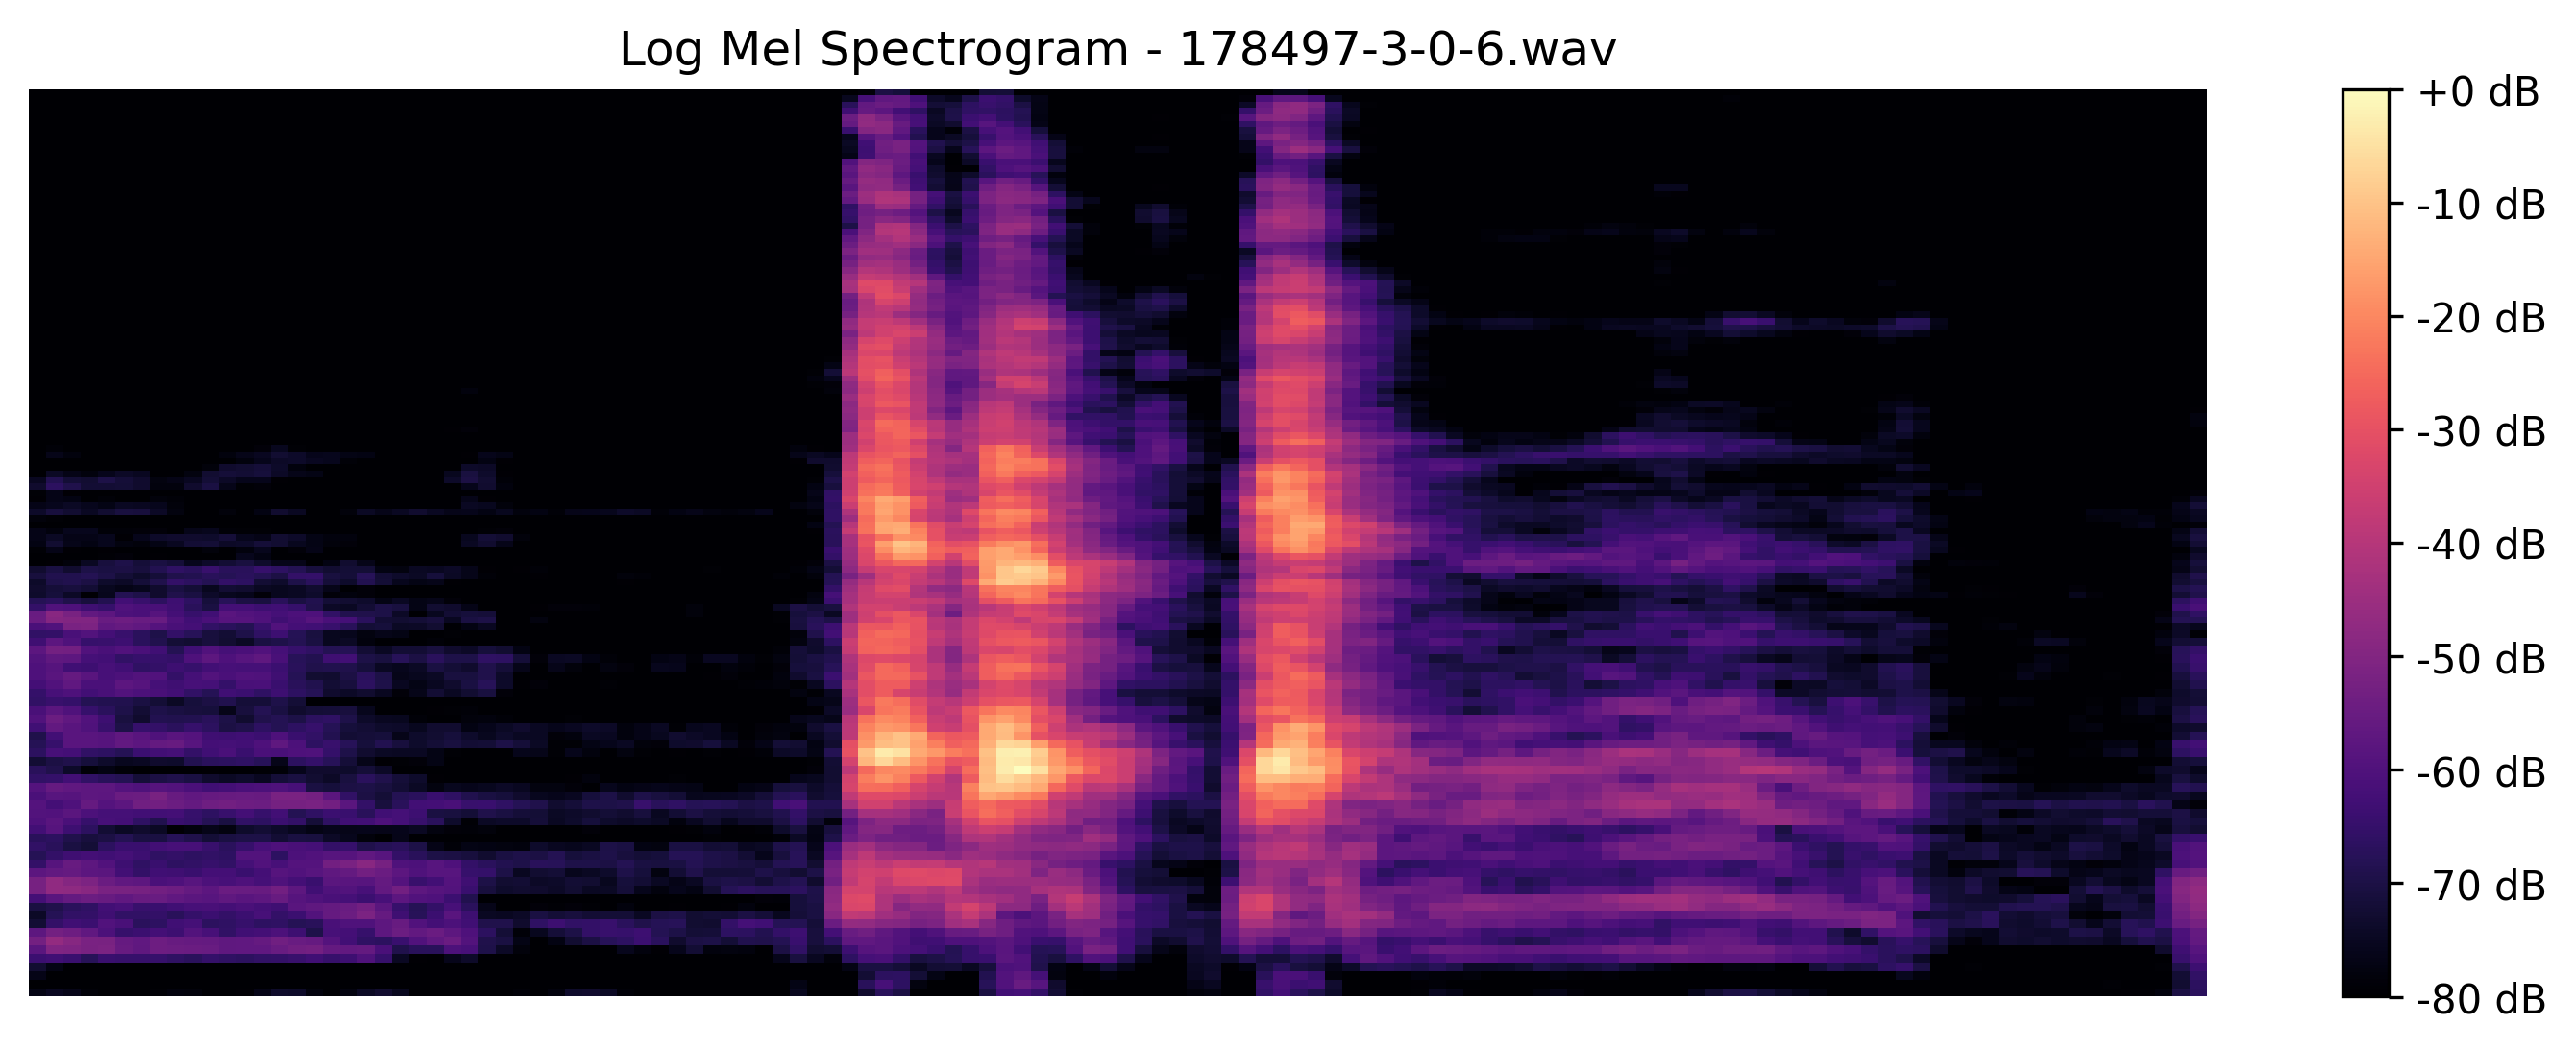 Log Mel Spectrogram - 178497-3-0-6.wav
+0 dB
-10 dB
-20 dB
-30 dB
-40 dB
-50 dB
-60 dB
-70 dB
-80 dB